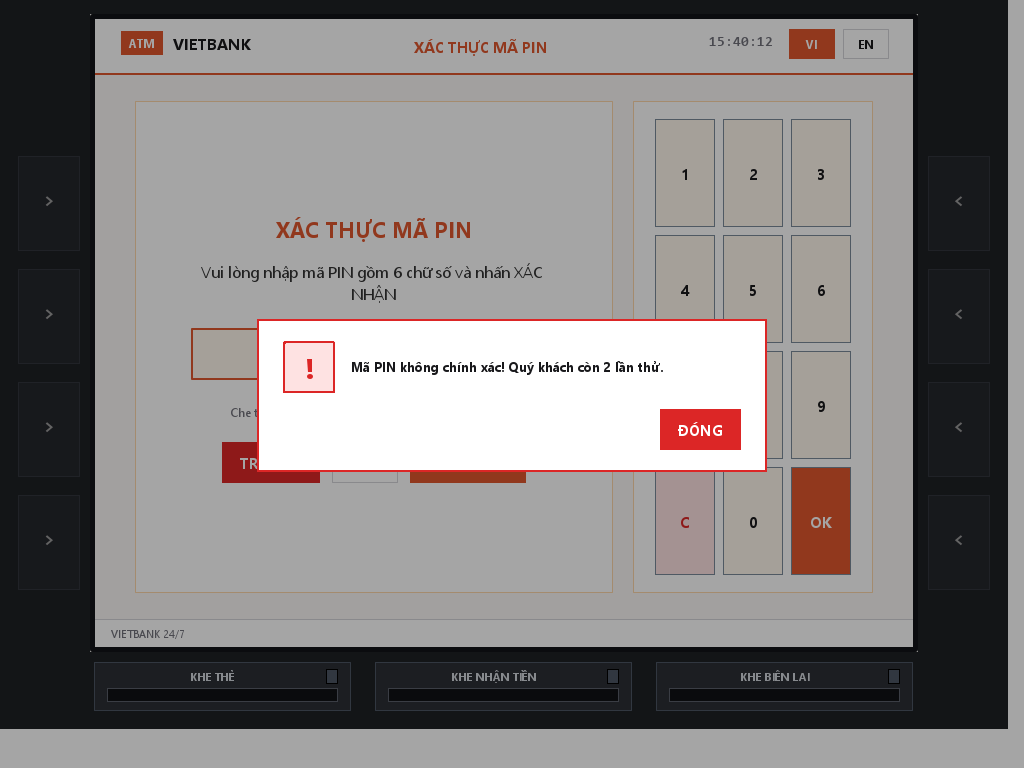 ATM VIETBANK
XÁC THỰC MÃ PIN
15:40:12
VI
EN
XÁC THỰC MÃ PIN
Vui lòng nhập mã PIN gồm 6 chữ số và nhấn XÁC
NHẬN
Che
TR
Mã PIN không chính xác! Quý khách còn 2 lần thử.
ĐÓNG
1 2 3
4 5 6
9
C 0 OK
VIETBANK 24/7
KHE THẺ
KHE NHẬN TIỀN
KHE BIÊN LAI